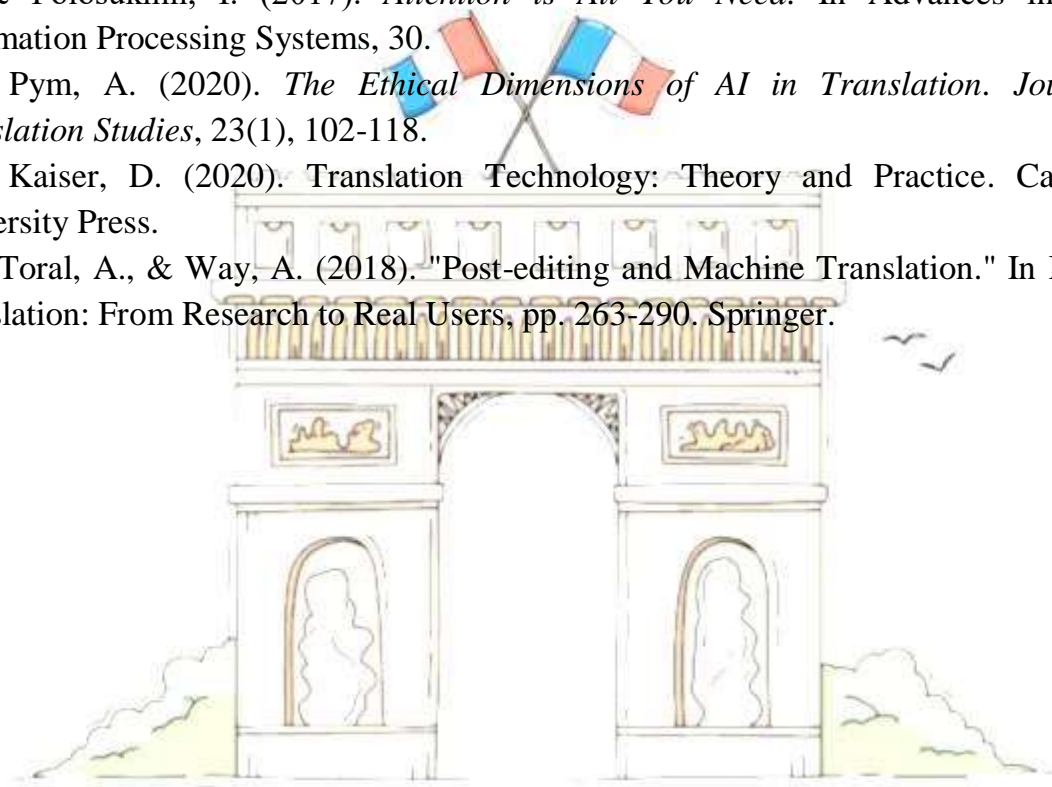 Polosukhin, I. (2017). Attention is All You Need. In Advances in
mation Processing Systems, 30.
Pym, A. (2020). The Ethical Dimensions of AI in Translation. Jou
slation Studies, 23(1), 102-118.
Kaiser, D. (2020). Translation Technology: Theory and Practice. Ca
ersity Press.
Toral, A., & Way, A. (2018). "Post-editing and Machine Translation." In
lation: From Research to Real Users, pp. 263-290. Springer.